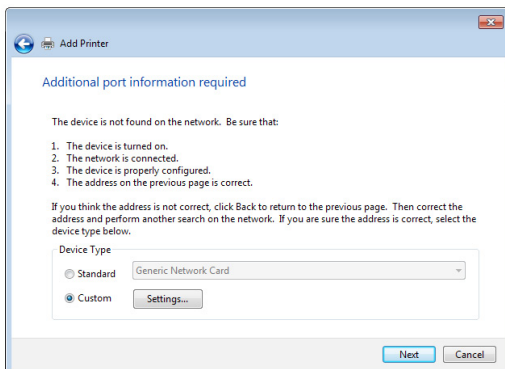 Add Printer
Additional port information required
The device is not found on the network. Be sure that:
1. The device is turned on.
2. The network is connected.
3. The device is properly configured.
4. The address on the previous page is correct.
If you think the address is not correct, click Back to return to the previous page. Then correct the
address and perform another search on the network. If you are sure the address is correct, select the
device type below.
Device Type
Standard
Generic Network Card
Custom
Settings...
Next
Cancel